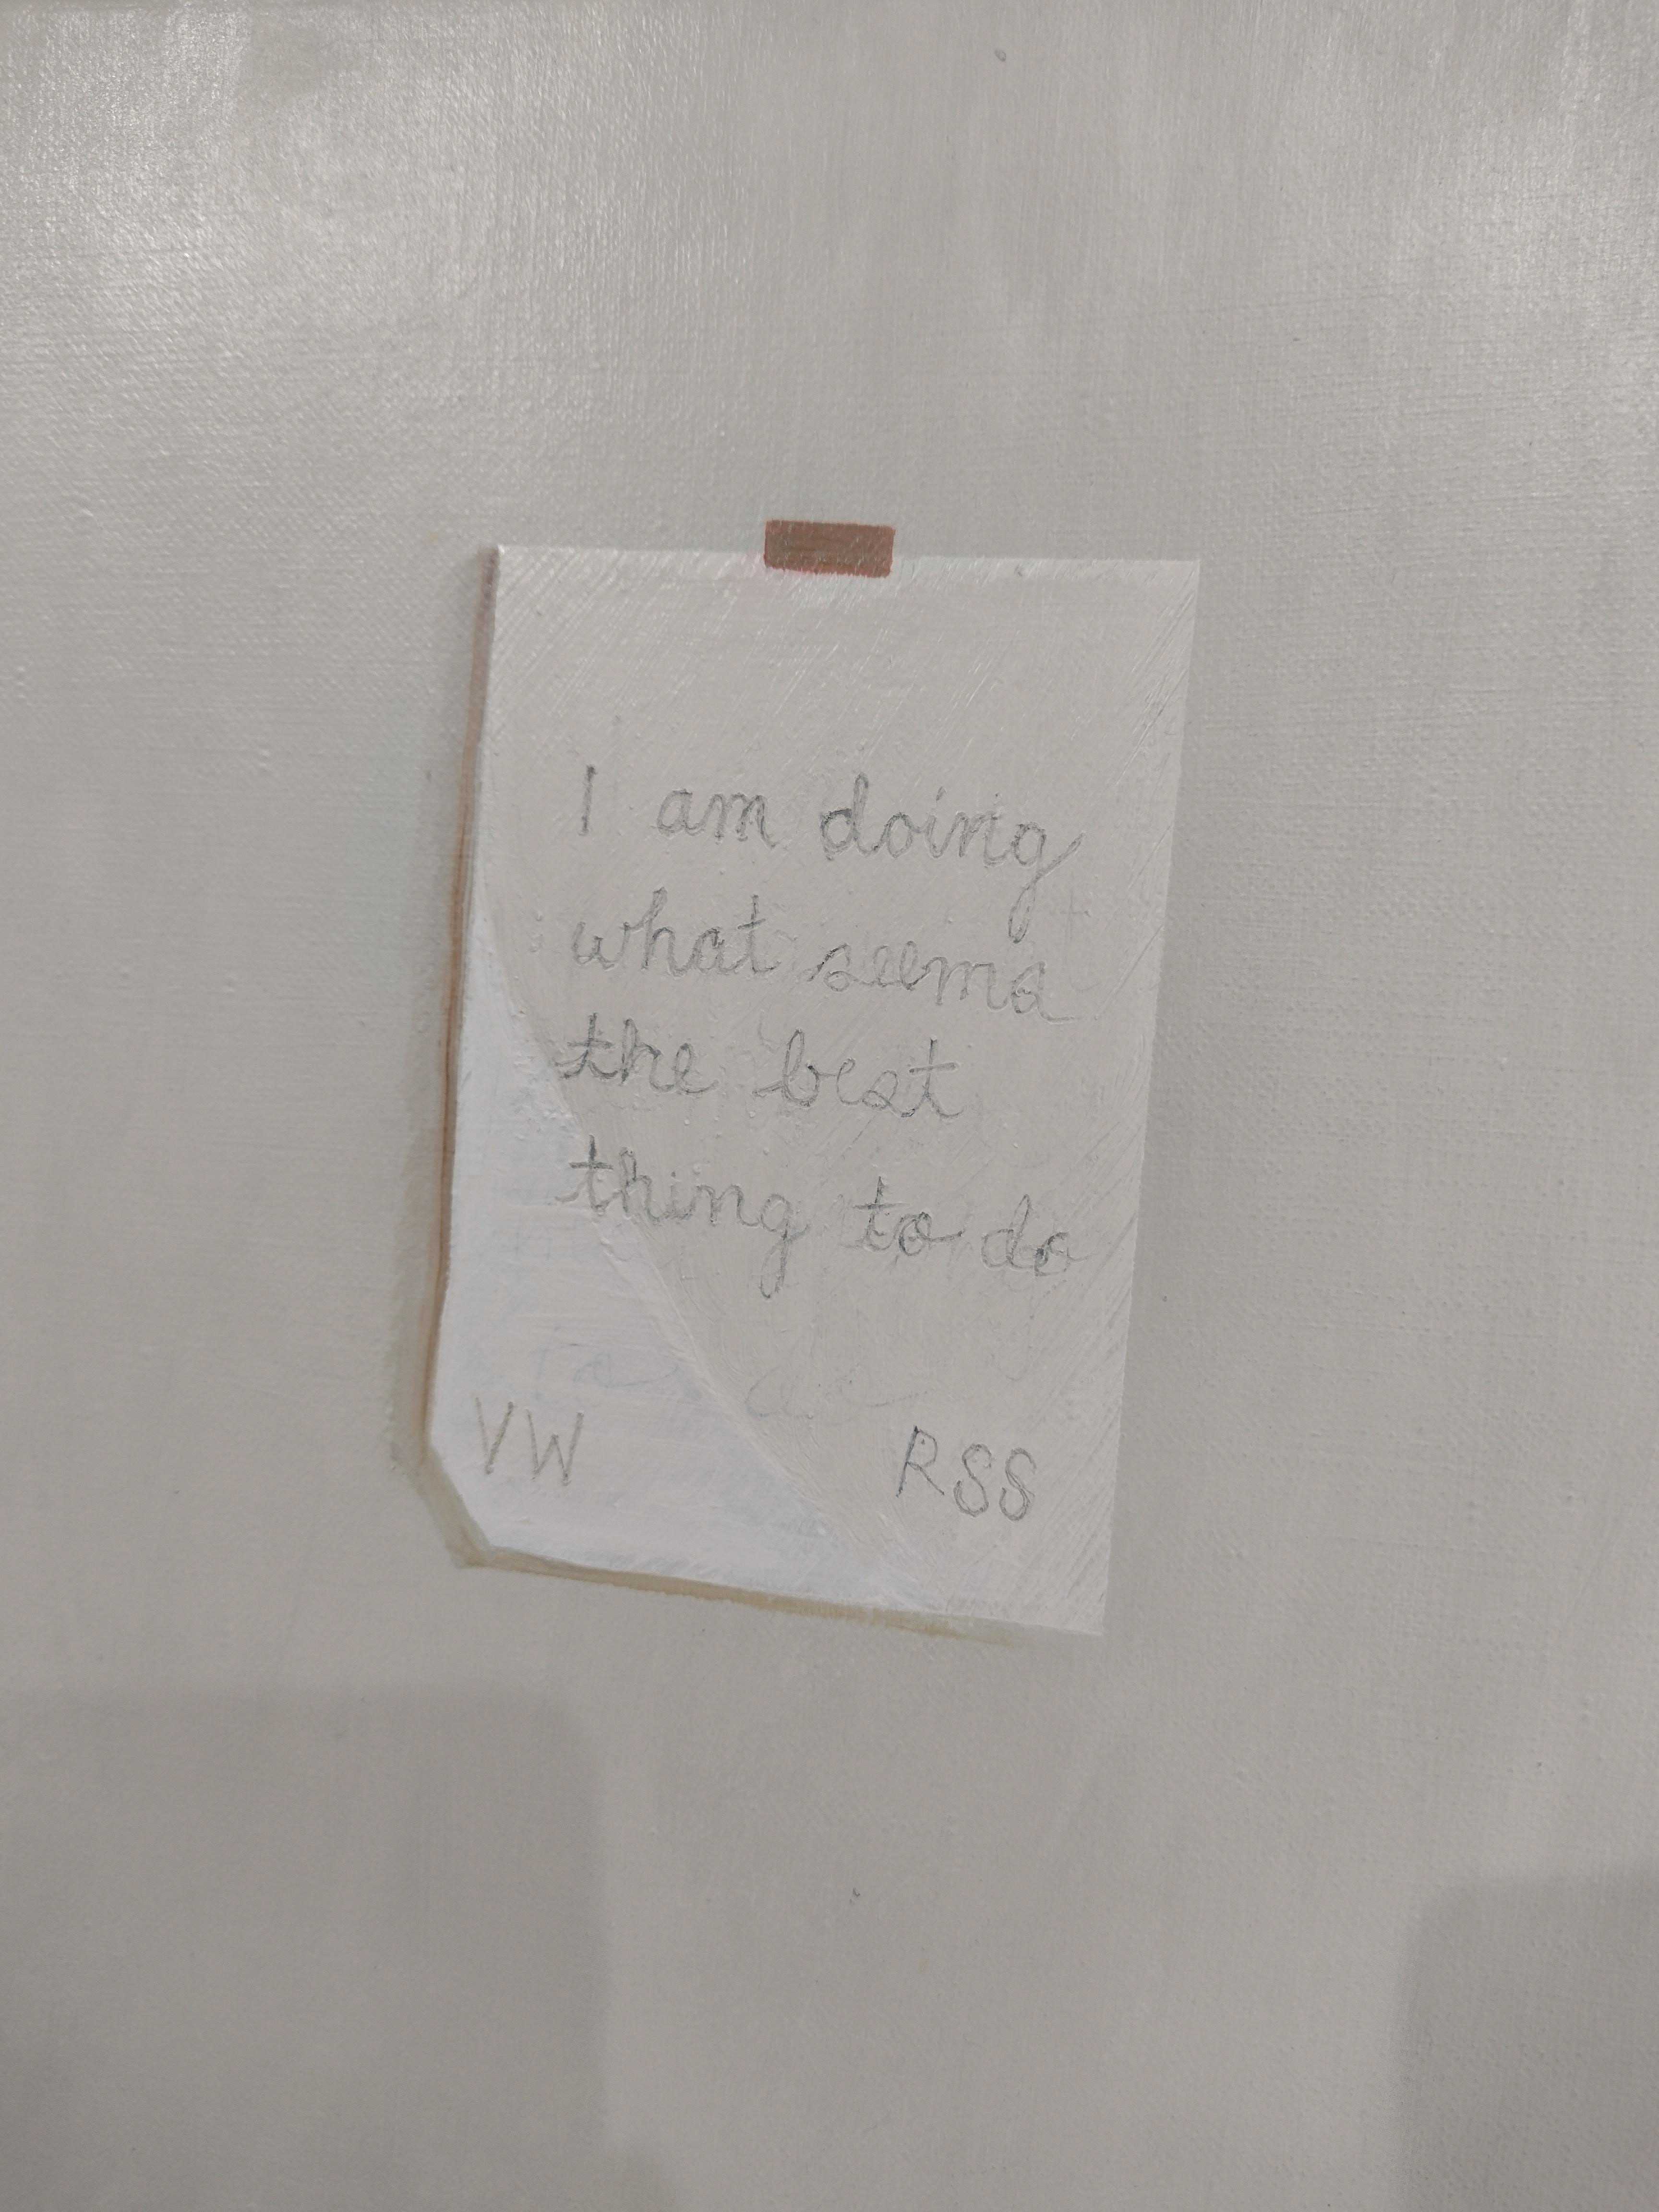 I am doing
what seems
the best
thing to do
VW RSS